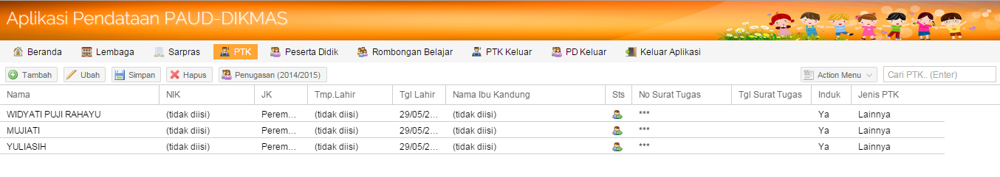 Aplikasi Pendataan PAUD-DIKMAS
Beranda Lembaga Sarpras PTK Peserta Didik Rombongan Belajar PTK Keluar PD Keluar Keluar Aplikasi
Tambah Ubah Simpan Hapus Penugasan (2014/2015) Action Menu Cari PTK.. (Enter)
Nama NIK JK Tmp.Lahir Tgl Lahir Nama Ibu Kandung Sts No Surat Tugas Tgl Surat Tugas Induk Jenis PTK
WIDYATI PUJI RAHAYU (tidak diisi) Perem... (tidak diisi) 29/05/2... (tidak diisi) *** Ya Lainnya
MUJIATI (tidak diisi) Perem... (tidak diisi) 29/05/2... (tidak diisi) *** Ya Lainnya
YULIASIH (tidak diisi) Perem... (tidak diisi) 29/05/2... (tidak diisi) *** Ya Lainnya